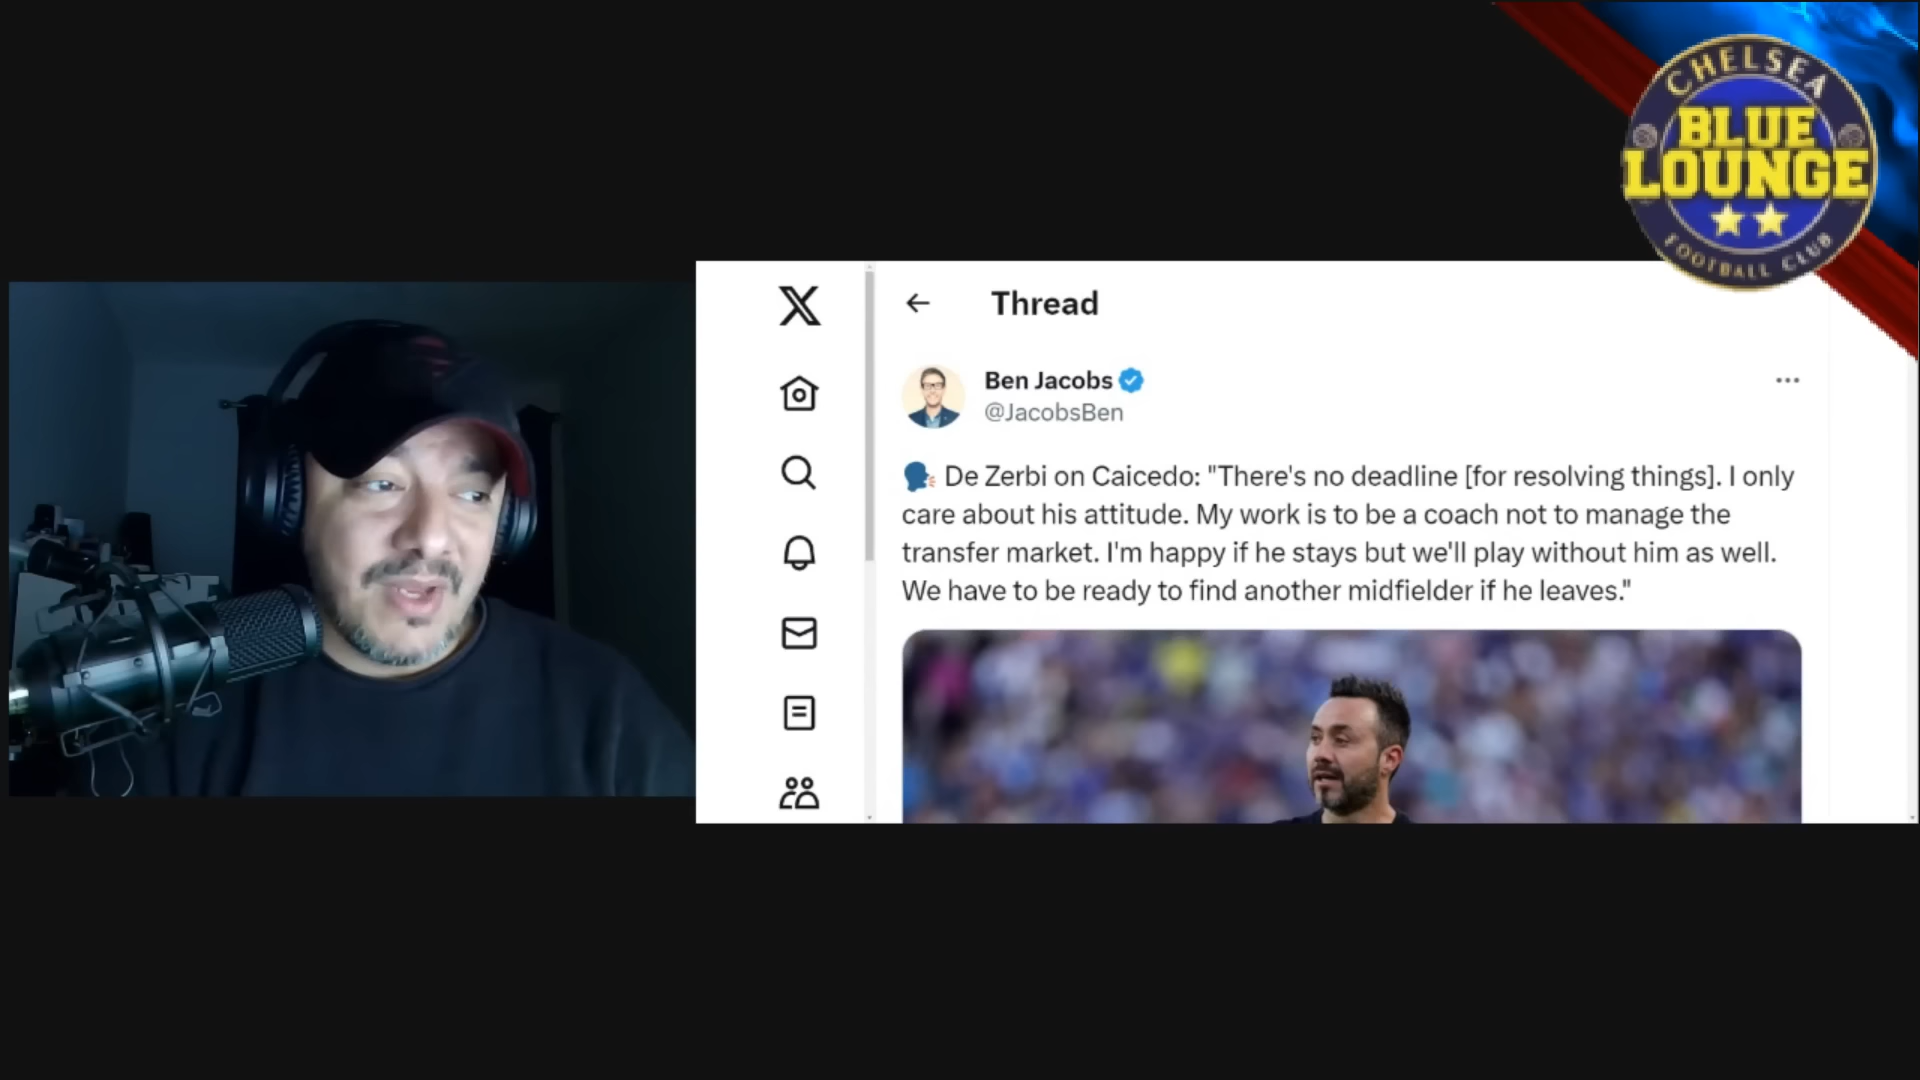 CHELSEA
BLUE
LOUNGE
FOOTBALL CLUB
Thread
Ben Jacobs
@JacobsBen
De Zerbi on Caicedo: "There's no deadline [for resolving things]. I only
care about his attitude. My work is to be a coach not to manage the
transfer market. I'm happy if he stays but we'll play without him as well.
We have to be ready to find another midfielder if he leaves."